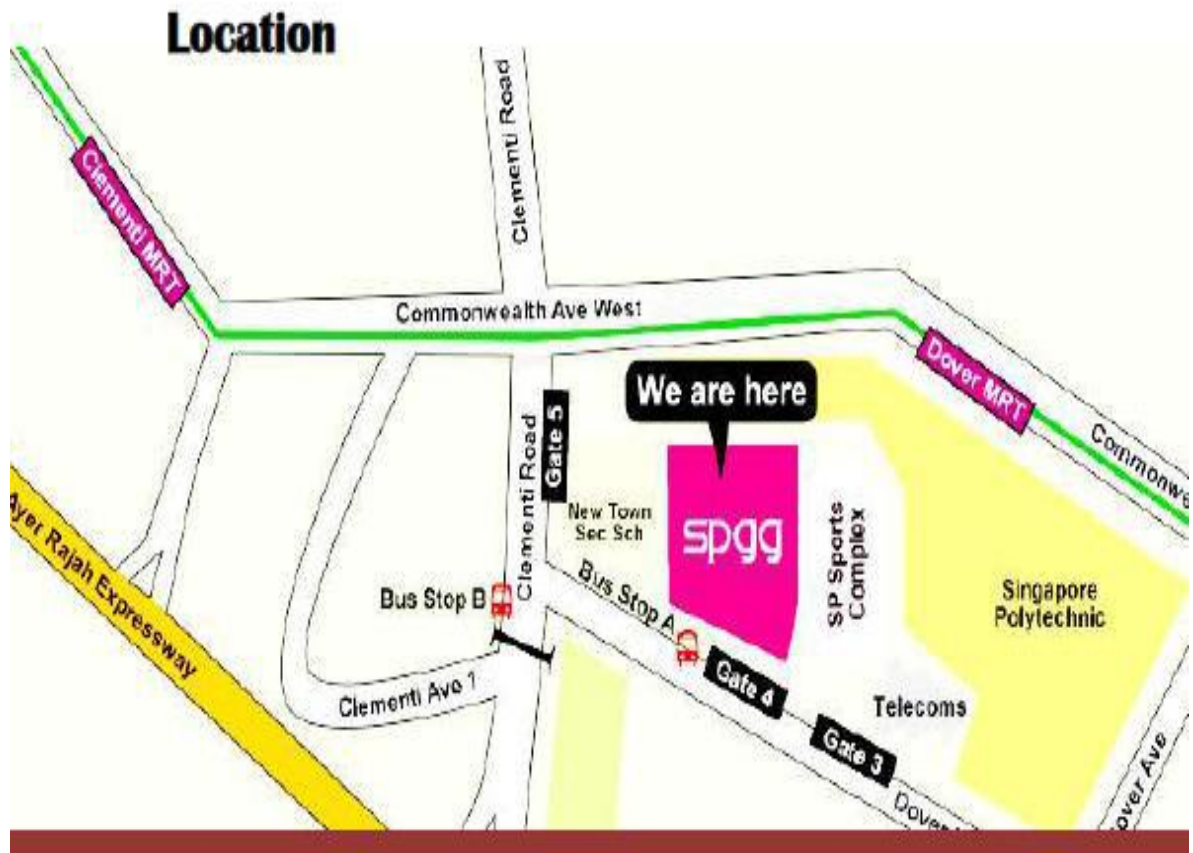 Location
Clementi Road
Clementi MRT
Commonwealth Ave West
We are here
Dover MRT
Commonwe
Gate 5
Clementi Road
New Town
Sec Sch
spgg
SP Sports
Complex
Singapore
Polytechnic
Ayer Rajah Expressway
Bus Stop B
Bus Stop A
Clementi Ave 1
Gate 4
Telecoms
Gate 3
Dover
over Ave